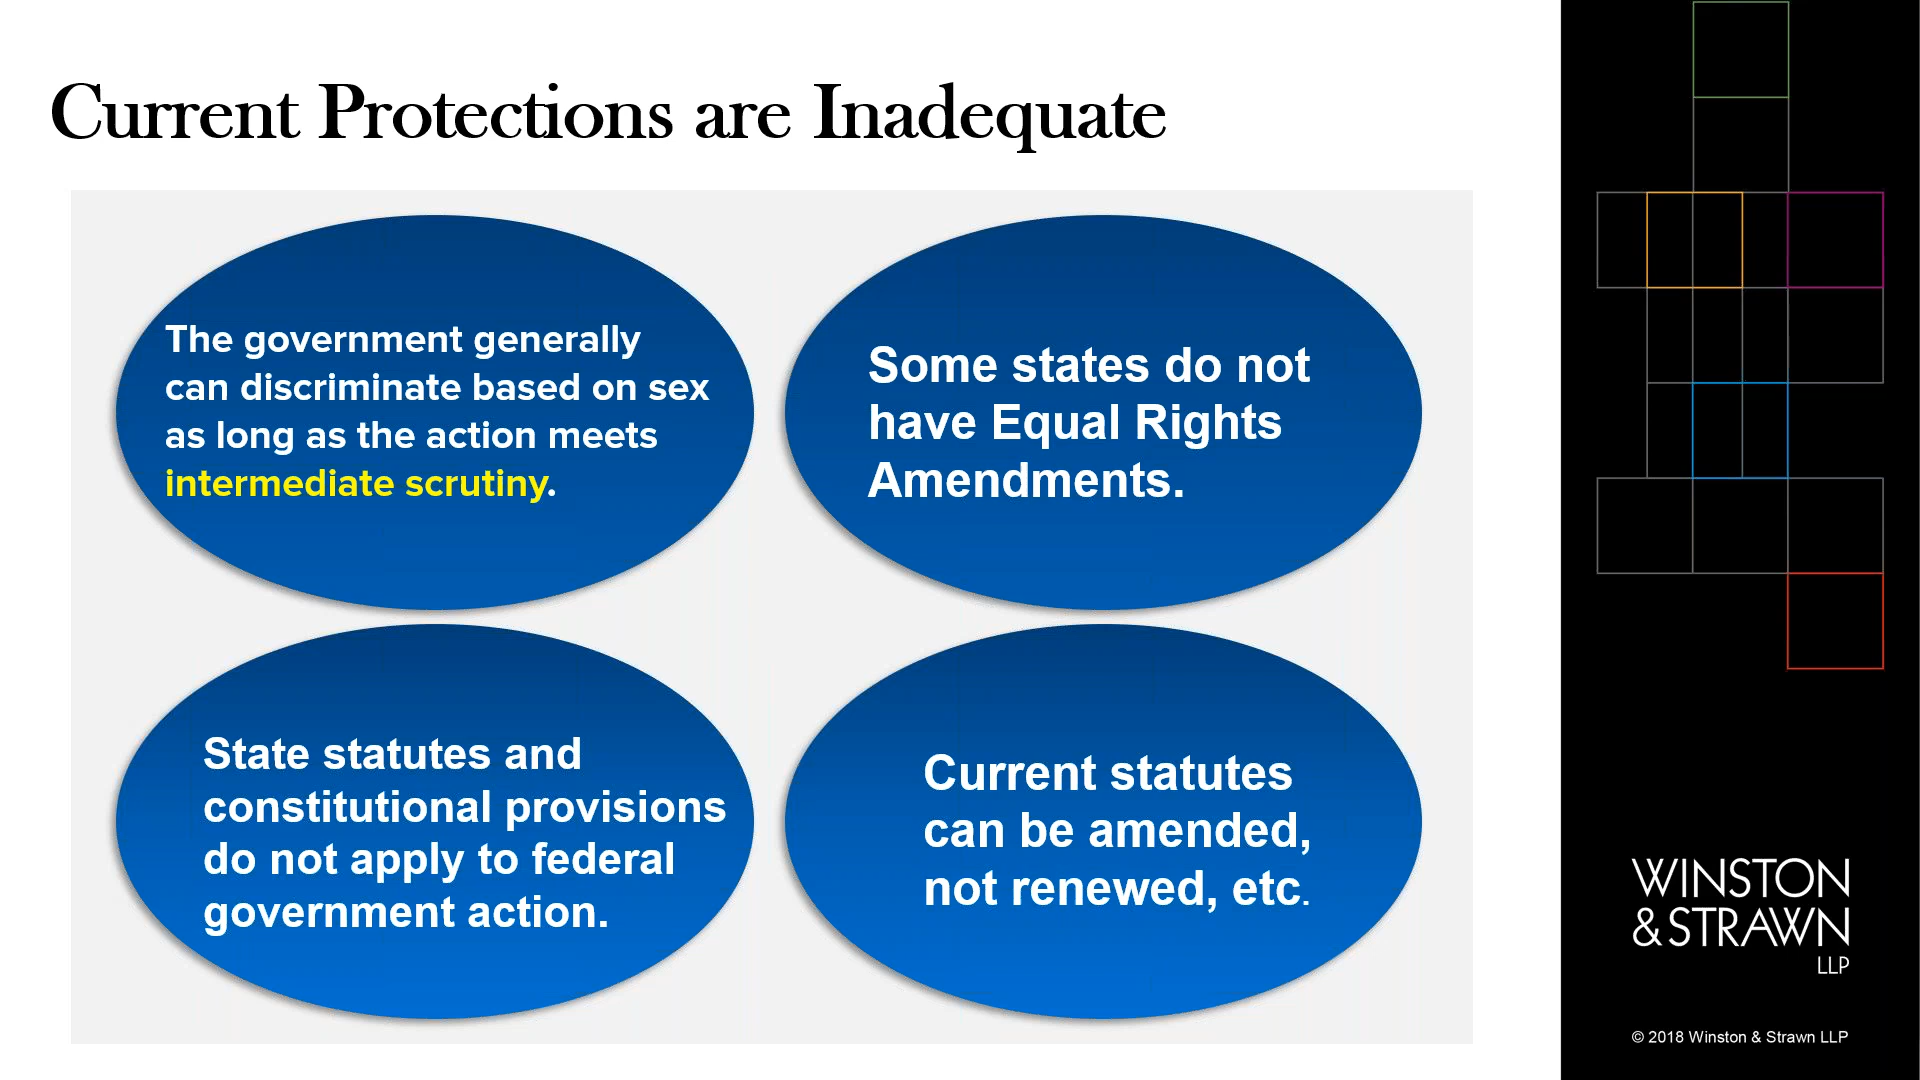 Current Protections are Inadequate
The government generally
can discriminate based on sex
as long as the action meets
intermediate scrutiny.
Some states do not
have Equal Rights
Amendments.
State statutes and
constitutional provisions
do not apply to federal
government action.
Current statutes
can be amended,
not renewed, etc.
WINSTON
& STRAWN
LLP
© 2018 Winston & Strawn LLP